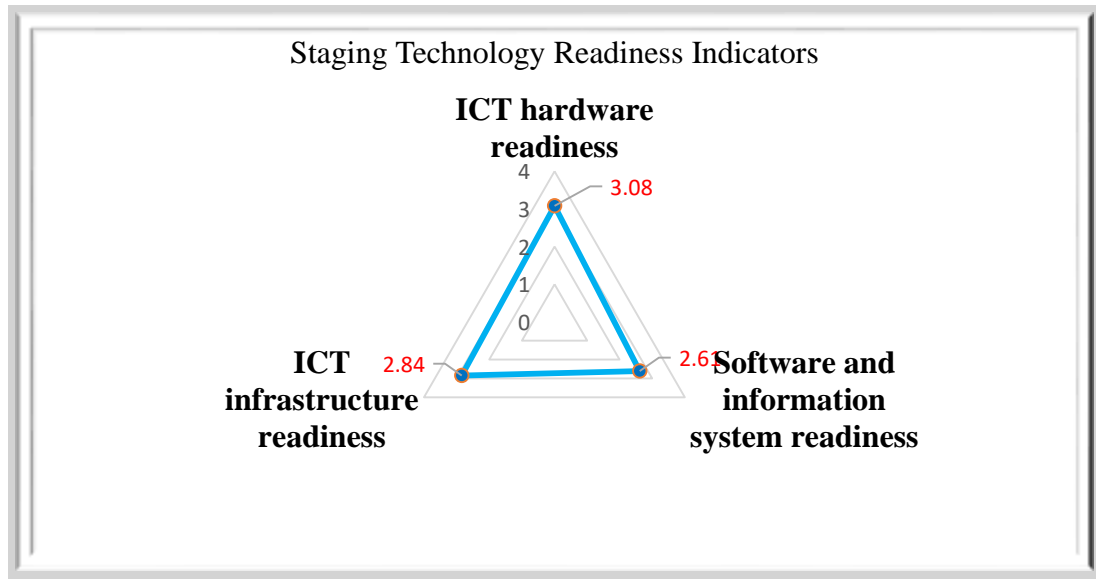 Staging Technology Readiness Indicators
ICT hardware
readiness
4
3.08
3
2
1
0
ICT
infrastructure
readiness
2.84
2.61
Software and
information
system readiness